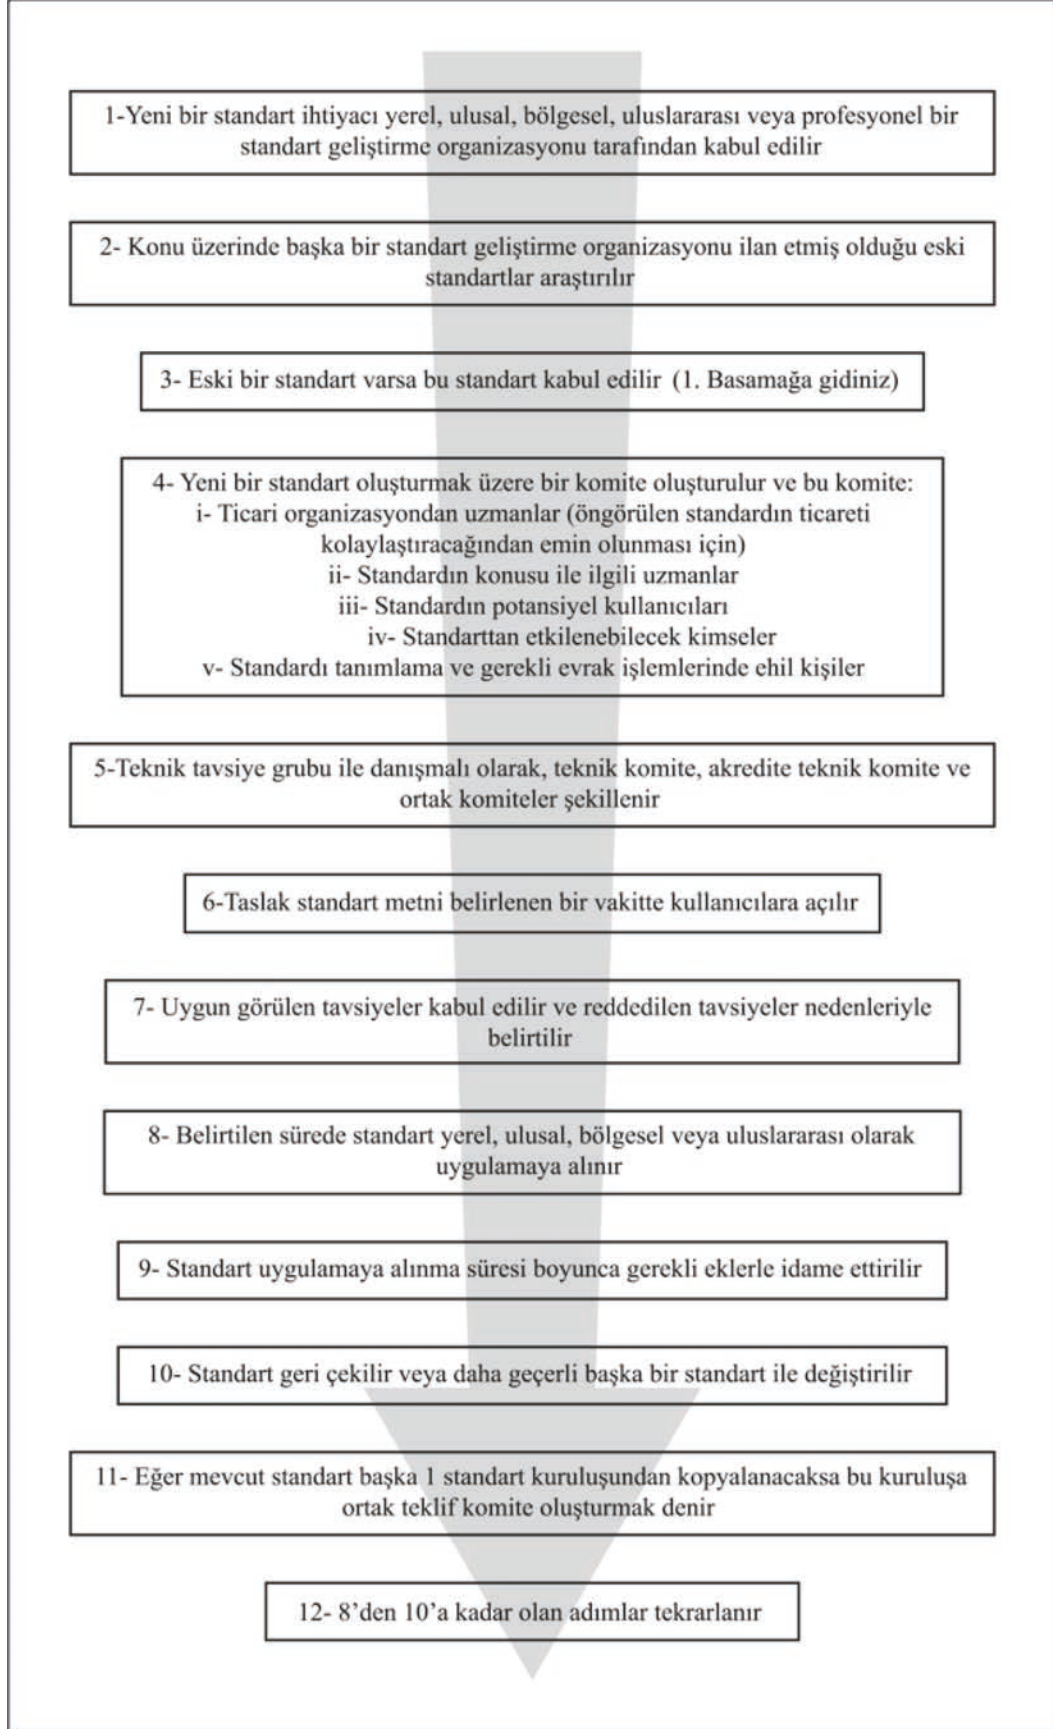 1-Yeni bir standart ihtiyacı yerel, ulusal, bölgesel, uluslararası veya profesyonel bir
standart geliştirme organizasyonu tarafından kabul edilir
2- Konu üzerinde başka bir standart geliştirme organizasyonu ilan etmiş olduğu eski
standartlar araştırılır
3- Eski bir standart varsa bu standart kabul edilir (1. Basamağa gidiniz)
4- Yeni bir standart oluşturmak üzere bir komite oluşturulur ve bu komite:
i- Ticari organizasyondan uzmanlar (öngörülen standardın ticareti
kolaylaştıracağından emin olunması için)
ii- Standardın konusu ile ilgili uzmanlar
iii- Standardın potansiyel kullanıcıları
iv- Standarttan etkilenebilecek kimseler
v- Standardı tanımlama ve gerekli evrak işlemlerinde ehil kişiler
5-Teknik tavsiye grubu ile danışmalı olarak, teknik komite, akredite teknik komite ve
ortak komiteler şekillenir
6-Taslak standart metni belirlenen bir vakitte kullanıcılara açılır
7- Uygun görülen tavsiyeler kabul edilir ve reddedilen tavsiyeler nedenleriyle
belirtilir
8- Belirtilen sürede standart yerel, ulusal, bölgesel veya uluslararası olarak
uygulamaya alınır
9- Standart uygulamaya alınma süresi boyunca gerekli eklerle idame ettirilir
10- Standart geri çekilir veya daha geçerli başka bir standart ile değiştirilir
11- Eğer mevcut standart başka 1 standart kuruluşundan kopyalanacaksa bu kuruluşa
ortak teklif komite oluşturmak denir
12- 8’den 10’a kadar olan adımlar tekrarlanır